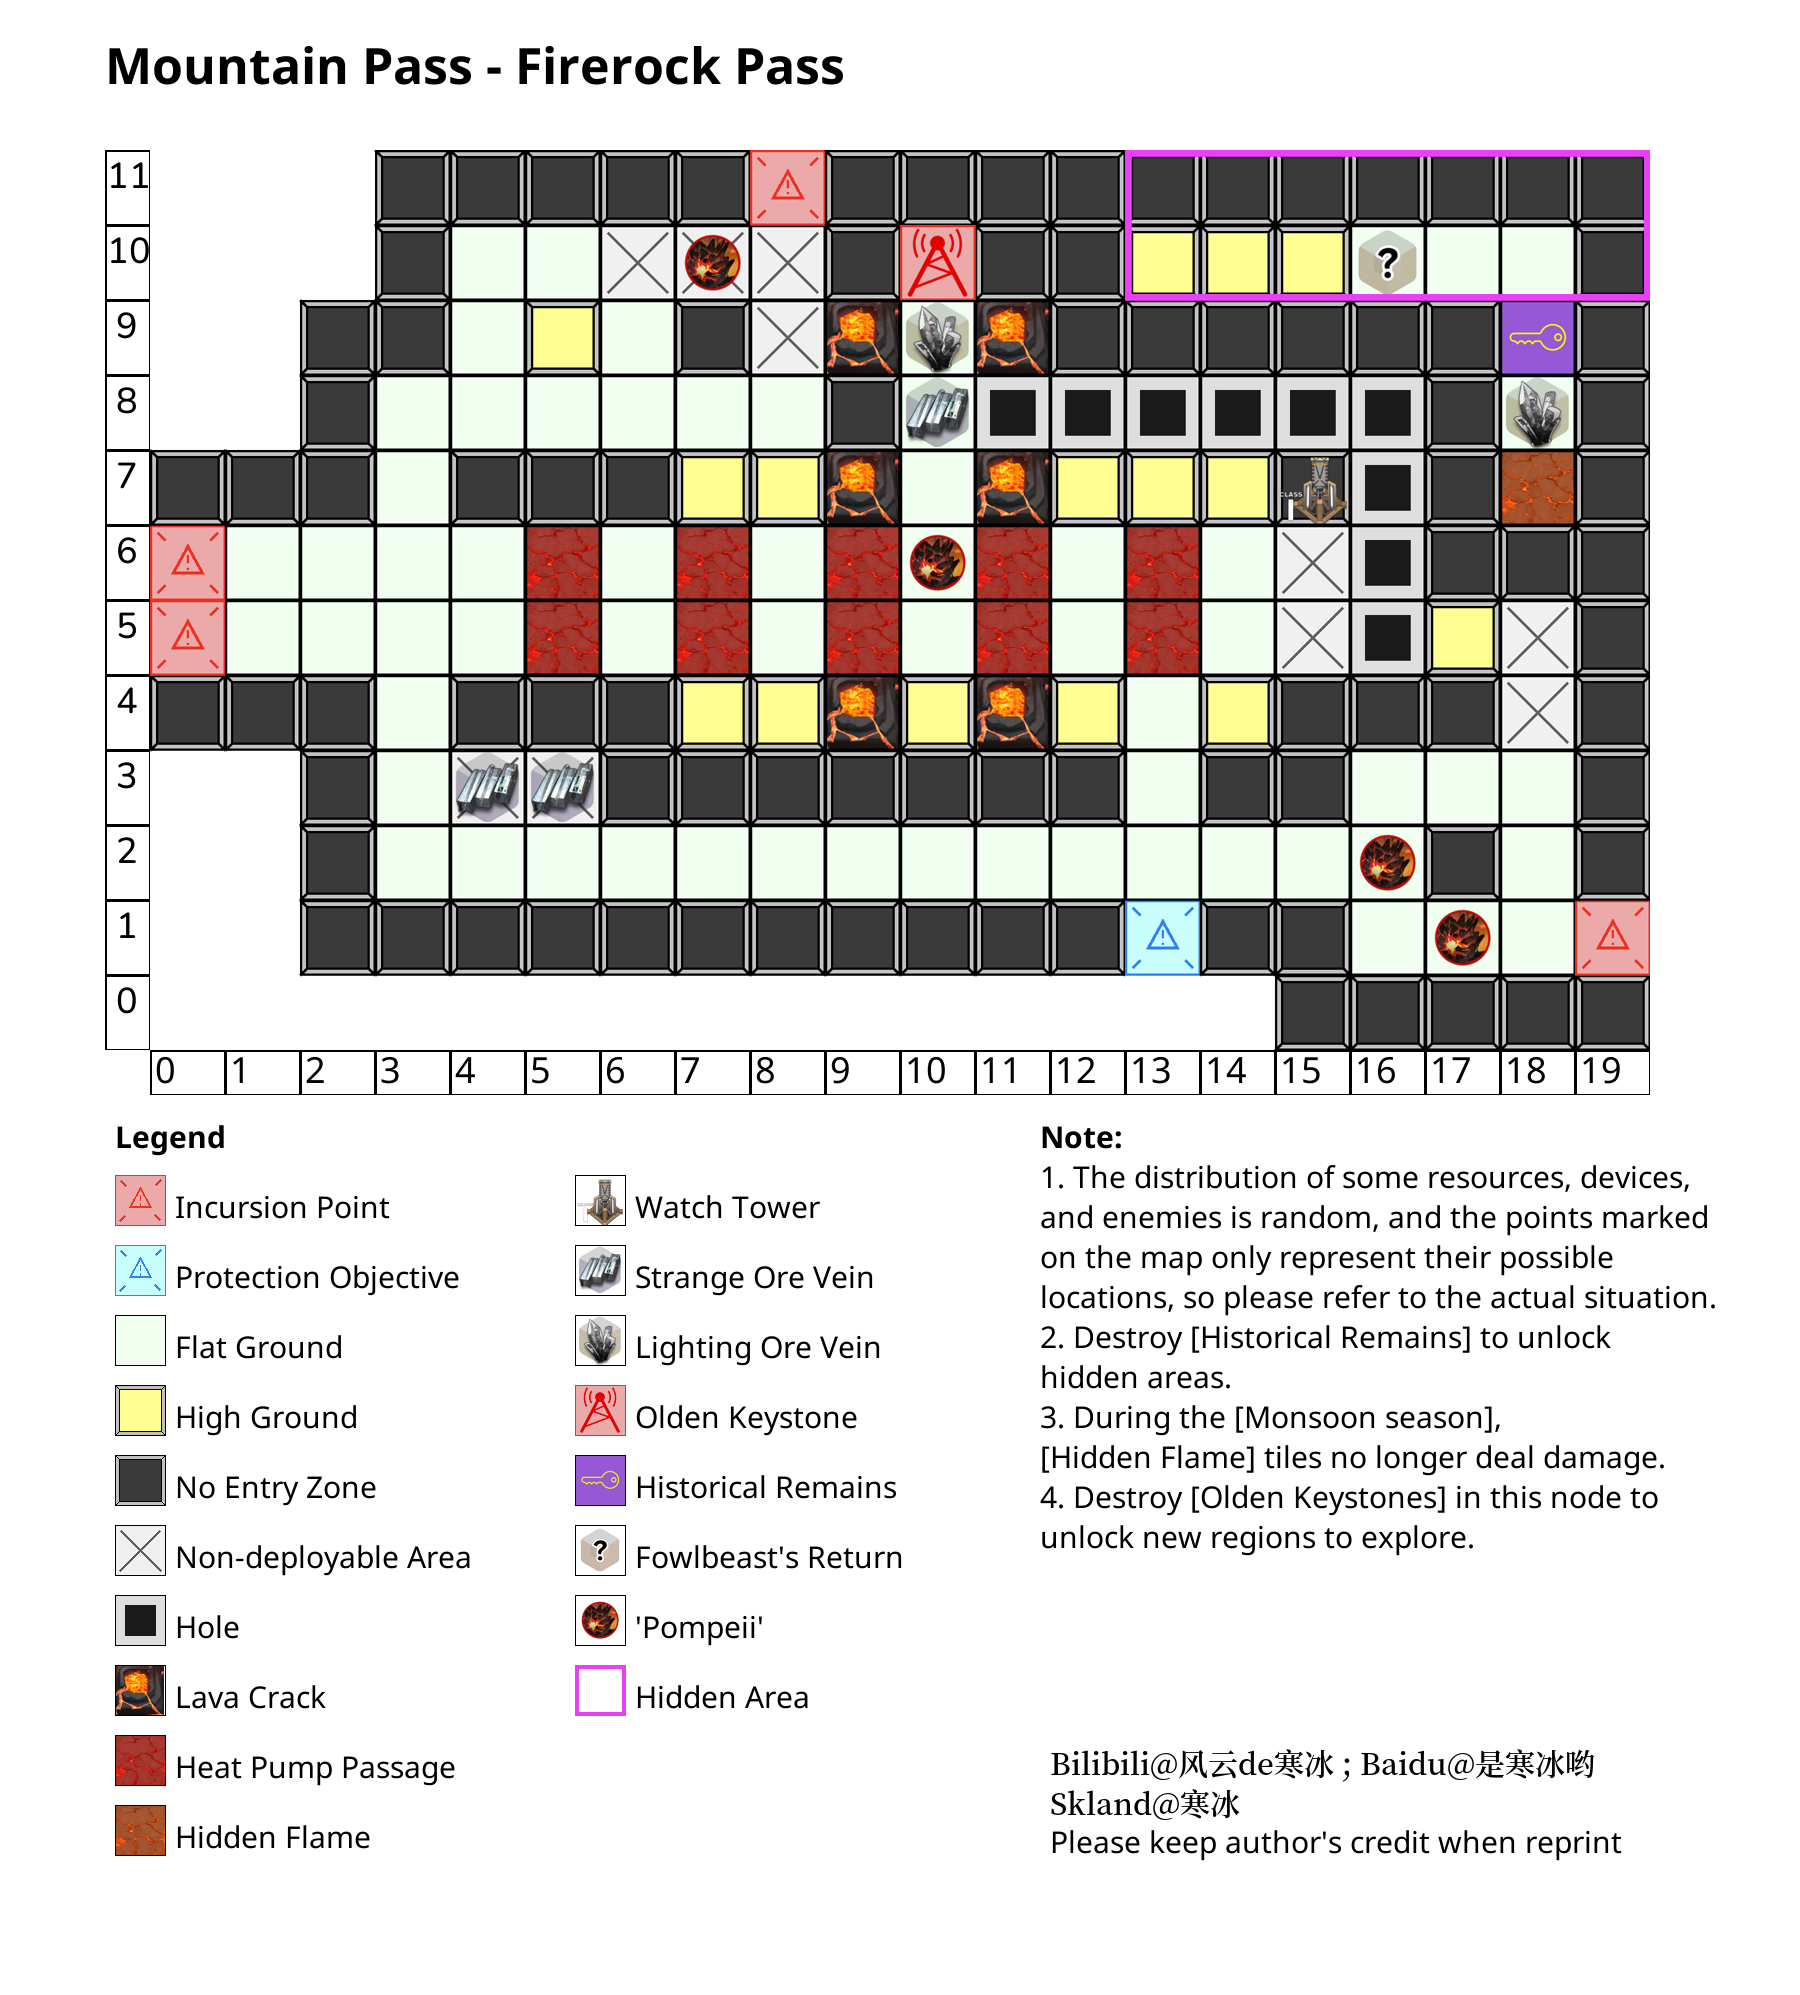 Mountain Pass - Firerock Pass
11
10
9
8
7
CLASS
I
6
5
4
3
2
1
0
0 1 2 3 4 5 6 7 8 9 10 11 12 13 14 15 16 17 18 19
Legend
Incursion Point
Protection Objective
Flat Ground
High Ground
No Entry Zone
Non-deployable Area
Hole
Lava Crack
Heat Pump Passage
Hidden Flame
Watch Tower
Strange Ore Vein
Lighting Ore Vein
Olden Keystone
Historical Remains
Fowlbeast's Return
'Pompeii'
Hidden Area
Note:
1. The distribution of some resources, devices,
and enemies is random, and the points marked
on the map only represent their possible
locations, so please refer to the actual situation.
2. Destroy [Historical Remains] to unlock
hidden areas.
3. During the [Monsoon season],
[Hidden Flame] tiles no longer deal damage.
4. Destroy [Olden Keystones] in this node to
unlock new regions to explore.
Bilibili@风云de寒冰 ; Baidu@是寒冰哟
Skland@寒冰
Please keep author's credit when reprint